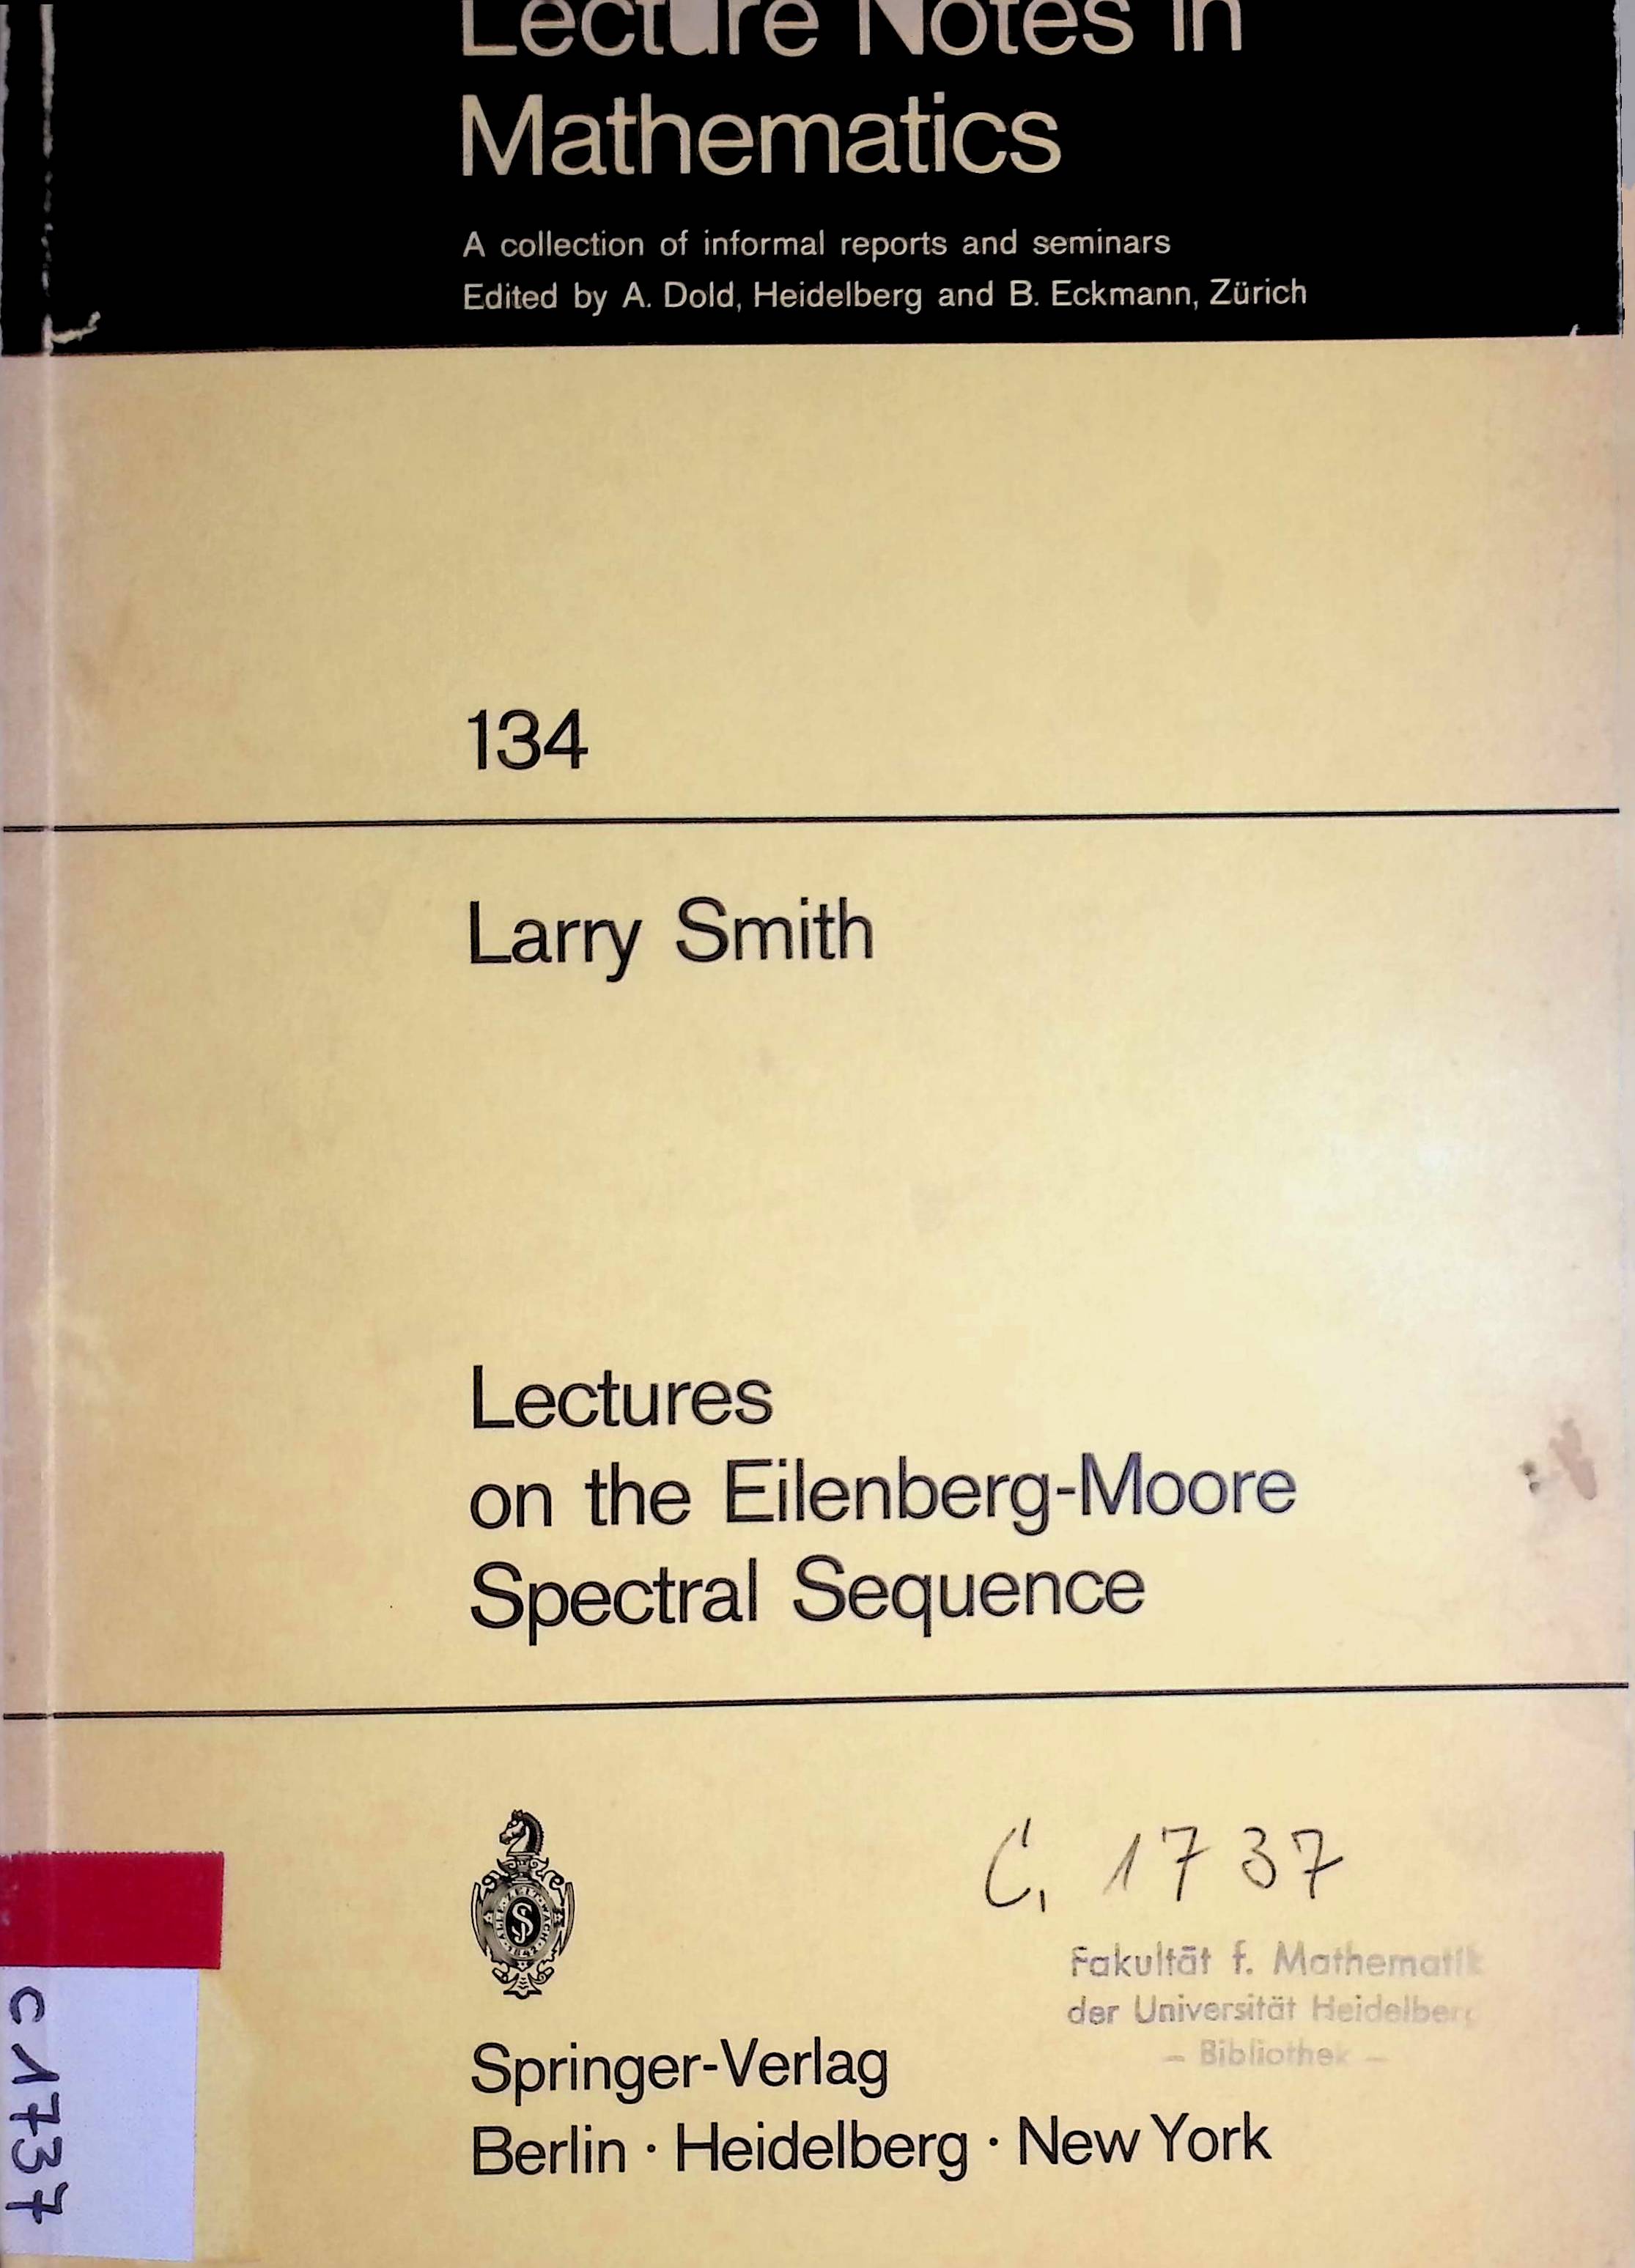 Lecture Notes in
Mathematics
A collection of informal reports and seminars
Edited by A. Dold, Heidelberg and B. Eckmann, Zürich
134
Larry Smith
Lectures
on the Eilenberg-Moore
Spectral Sequence
C. 1737
Fakultät f. Mathematik
der Universität Heidelberg
– Bibliothek –
Springer-Verlag
Berlin · Heidelberg · New York
C 1737